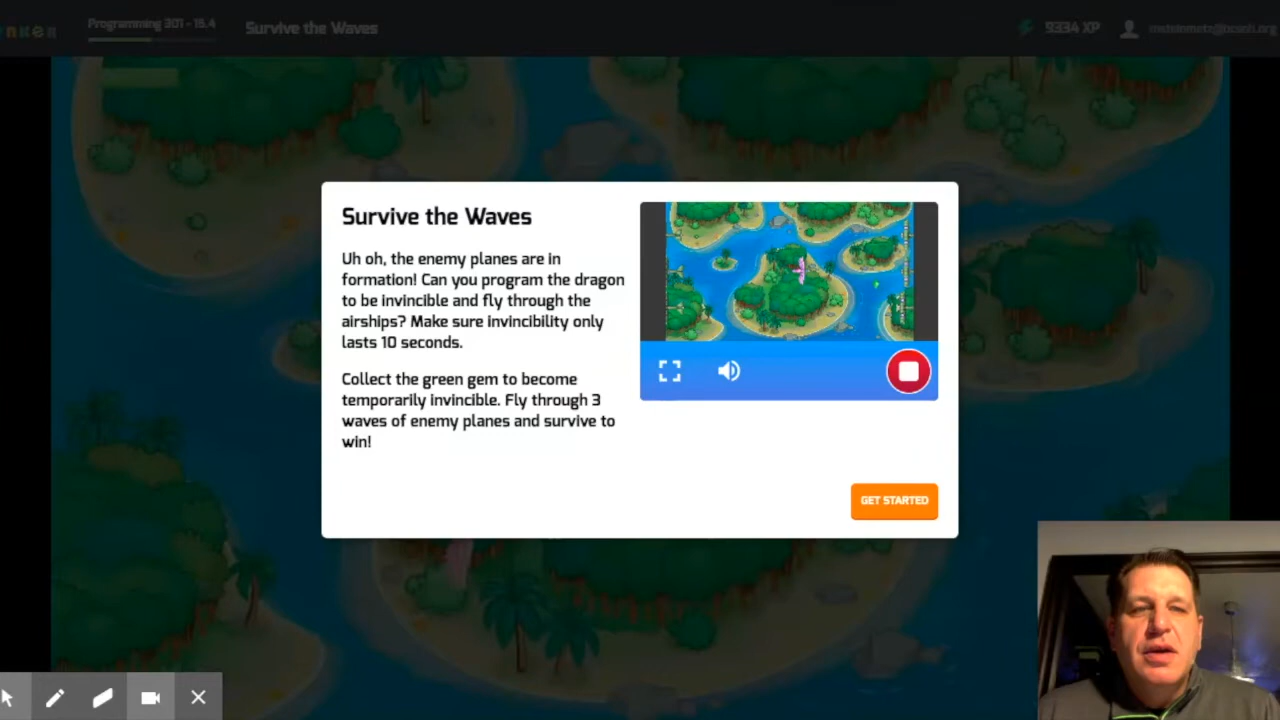 Programming 301 - 15.4
Survive the Waves
9334 XP
Survive the Waves
Uh oh, the enemy planes are in
formation! Can you program the dragon
to be invincible and fly through the
airships? Make sure invincibility only
lasts 10 seconds.
Collect the green gem to become
temporarily invincible. Fly through 3
waves of enemy planes and survive to
win!
GET STARTED